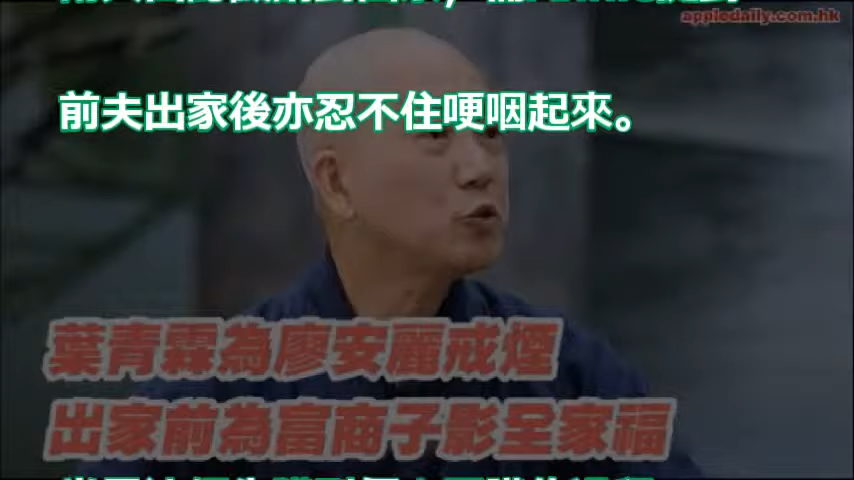 appledaily.com.hk
前夫出家後亦忍不住哽咽起來。
葉青霖為廖安麗戒煙
出家前為富商子影全家福